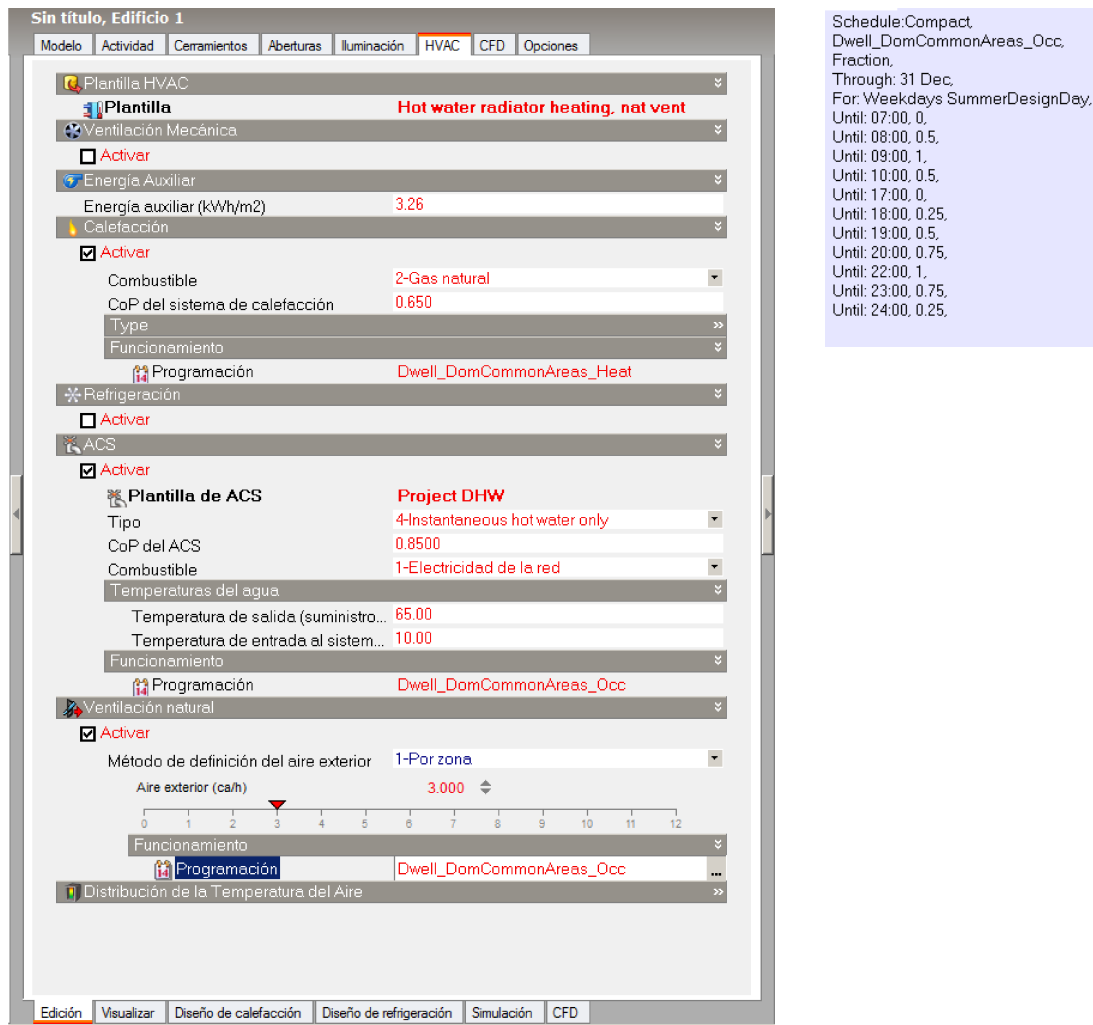 Sin título, Edificio 1
Modelo Actividad Cerramientos Aberturas Iluminación HVAC CFD Opciones
Plantilla HVAC
Plantilla Hot water radiator heating, nat vent
Ventilación Mecánica
Activar
Energía Auxiliar
Energía auxiliar (kWh/m2) 3.26
Calefacción
Activar
Combustible 2-Gas natural
CoP del sistema de calefacción 0.650
Type
Funcionamiento
Programación Dwell_DomCommonAreas_Heat
Refrigeración
Activar
ACS
Activar
Plantilla de ACS Project DHW
Tipo 4-Instantaneous hot water only
CoP del ACS 0.8500
Combustible 1-Electricidad de la red
Temperaturas del agua
Temperatura de salida (suministro... 65.00
Temperatura de entrada al sistem... 10.00
Funcionamiento
Programación Dwell_DomCommonAreas_Occ
Ventilación natural
Activar
Método de definición del aire exterior 1-Por zona
Aire exterior (ca/h) 3.000
0 1 2 3 4 5 6 7 8 9 10 11 12
Funcionamiento
Programación Dwell_DomCommonAreas_Occ ...
Distribución de la Temperatura del Aire
Edición Visualizar Diseño de calefacción Diseño de refrigeración Simulación CFD
Schedule:Compact,
Dwell_DomCommonAreas_Occ,
Fraction,
Through: 31 Dec,
For: Weekdays SummerDesignDay,
Until: 07:00, 0,
Until: 08:00, 0.5,
Until: 09:00, 1,
Until: 10:00, 0.5,
Until: 17:00, 0,
Until: 18:00, 0.25,
Until: 19:00, 0.5,
Until: 20:00, 0.75,
Until: 22:00, 1,
Until: 23:00, 0.75,
Until: 24:00, 0.25,